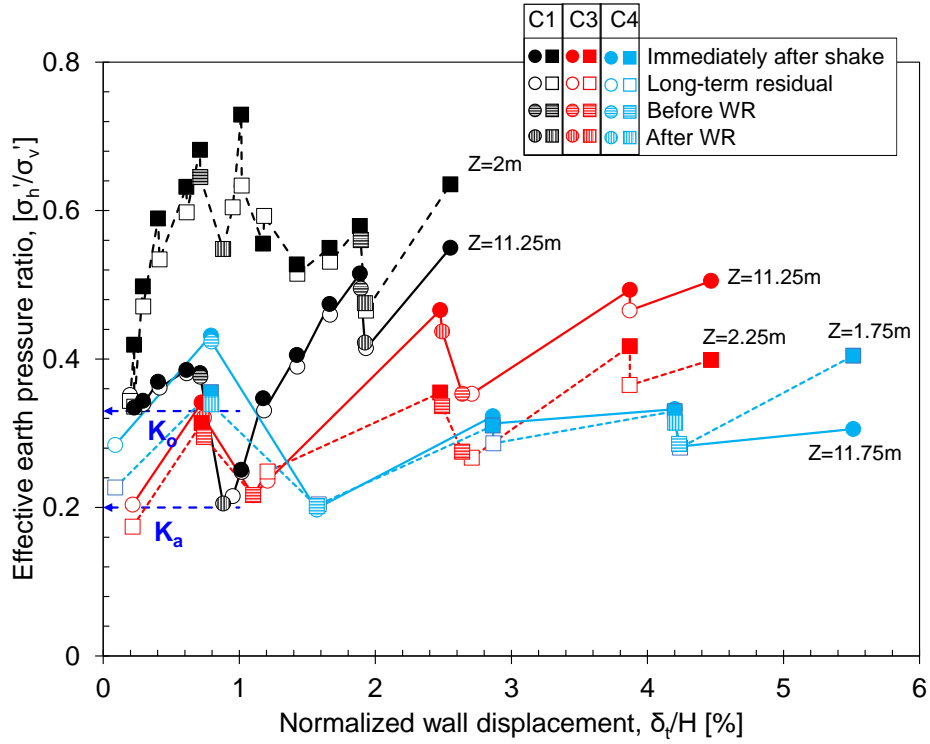 C1 C3 C4
Immediately after shake
Long-term residual
Before WR
After WR
Effective earth pressure ratio, [σh'/σv']
0.8
0.6
0.4
0.2
0
Z=2m
Z=11.25m
Z=11.25m
Z=2.25m
Z=1.75m
Z=11.75m
Ko
Ka
0 1 2 3 4 5 6
Normalized wall displacement, δt/H [%]